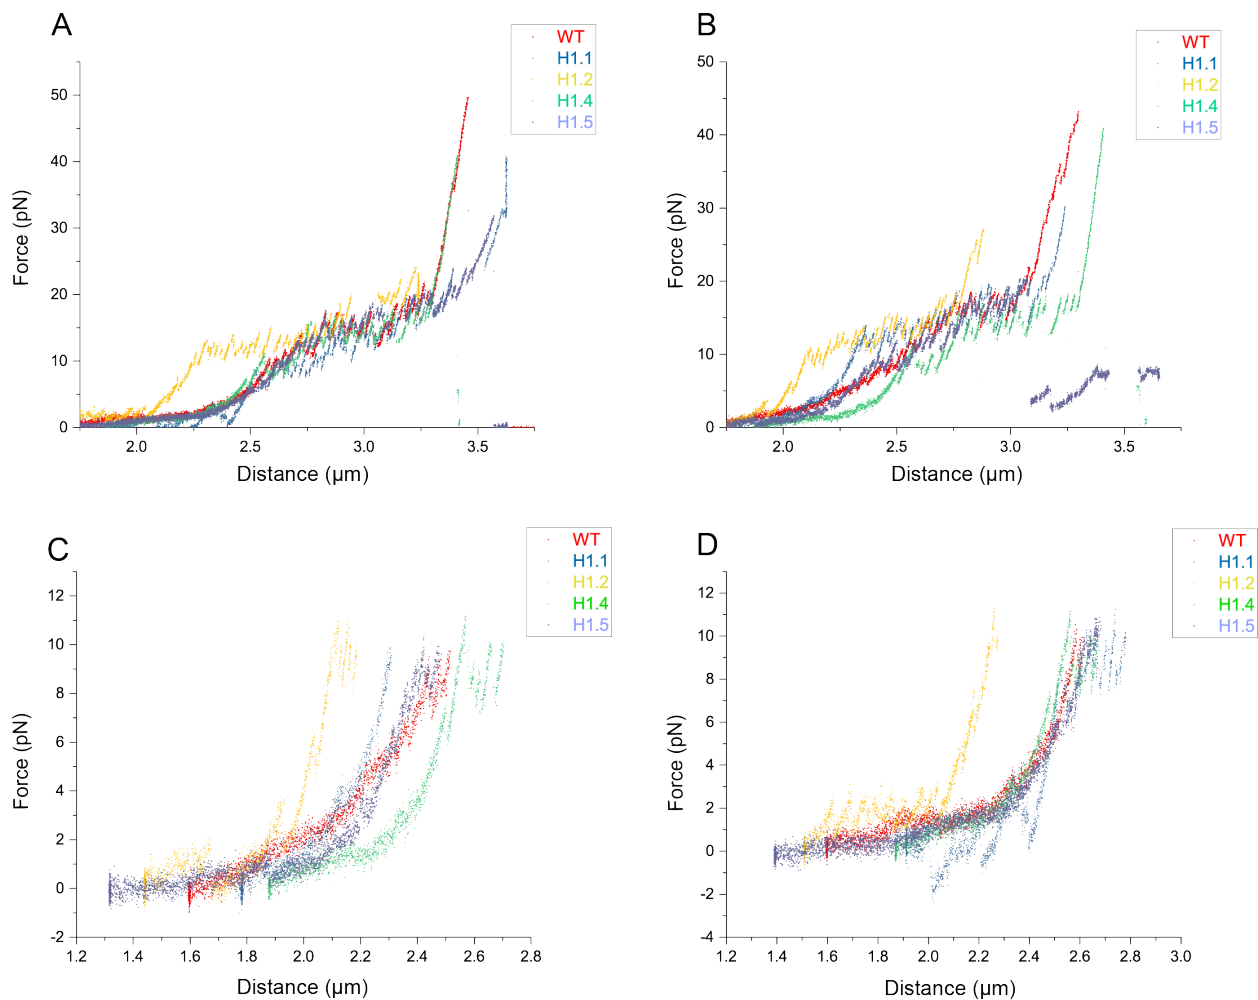 A
WT
H1.1
H1.2
H1.4
H1.5
50
40
30
20
10
0
Force (pN)
2.0 2.5 3.0 3.5
Distance (µm)
B
WT
H1.1
H1.2
H1.4
H1.5
50
40
30
20
10
0
Force (pN)
2.0 2.5 3.0 3.5
Distance (µm)
C
WT
H1.1
H1.2
H1.4
H1.5
12
10
8
6
4
2
0
-2
Force (pN)
1.2 1.4 1.6 1.8 2.0 2.2 2.4 2.6 2.8
Distance (µm)
D
WT
H1.1
H1.2
H1.4
H1.5
12
10
8
6
4
2
0
-2
-4
Force (pN)
1.2 1.4 1.6 1.8 2.0 2.2 2.4 2.6 2.8 3.0
Distance (µm)